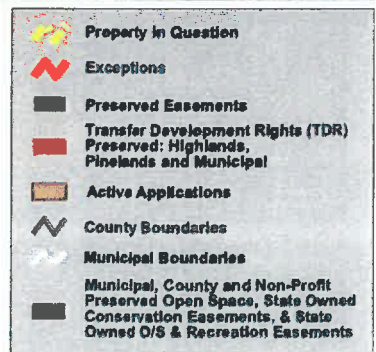 Property In Question
Exceptions
Preserved Easements
Transfer Development Rights (TDR)
Preserved: Highlands,
Pinelands and Municipal
Active Applications
County Boundaries
Municipal Boundaries
Municipal, County and Non-Profit
Preserved Open Space, State Owned
Conservation Easements, & State
Owned O/S & Recreation Easements